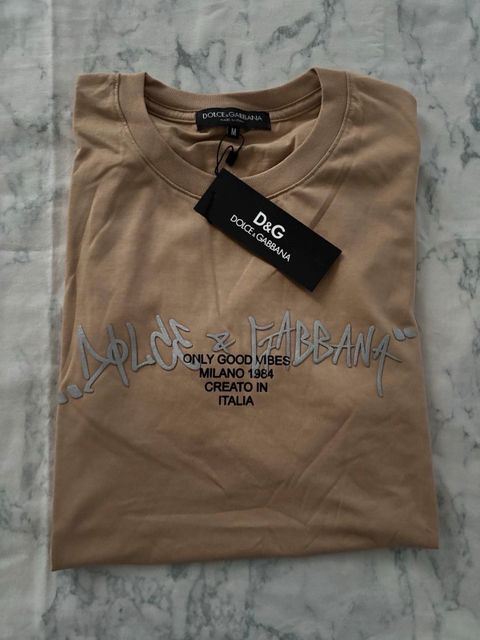 DOLCE & GABBANA
M
D&G
DOLCE & GABBANA
„DOLCE & GABBANA“
ONLY GOOD VIBES
MILANO 1984
CREATO IN
ITALIA